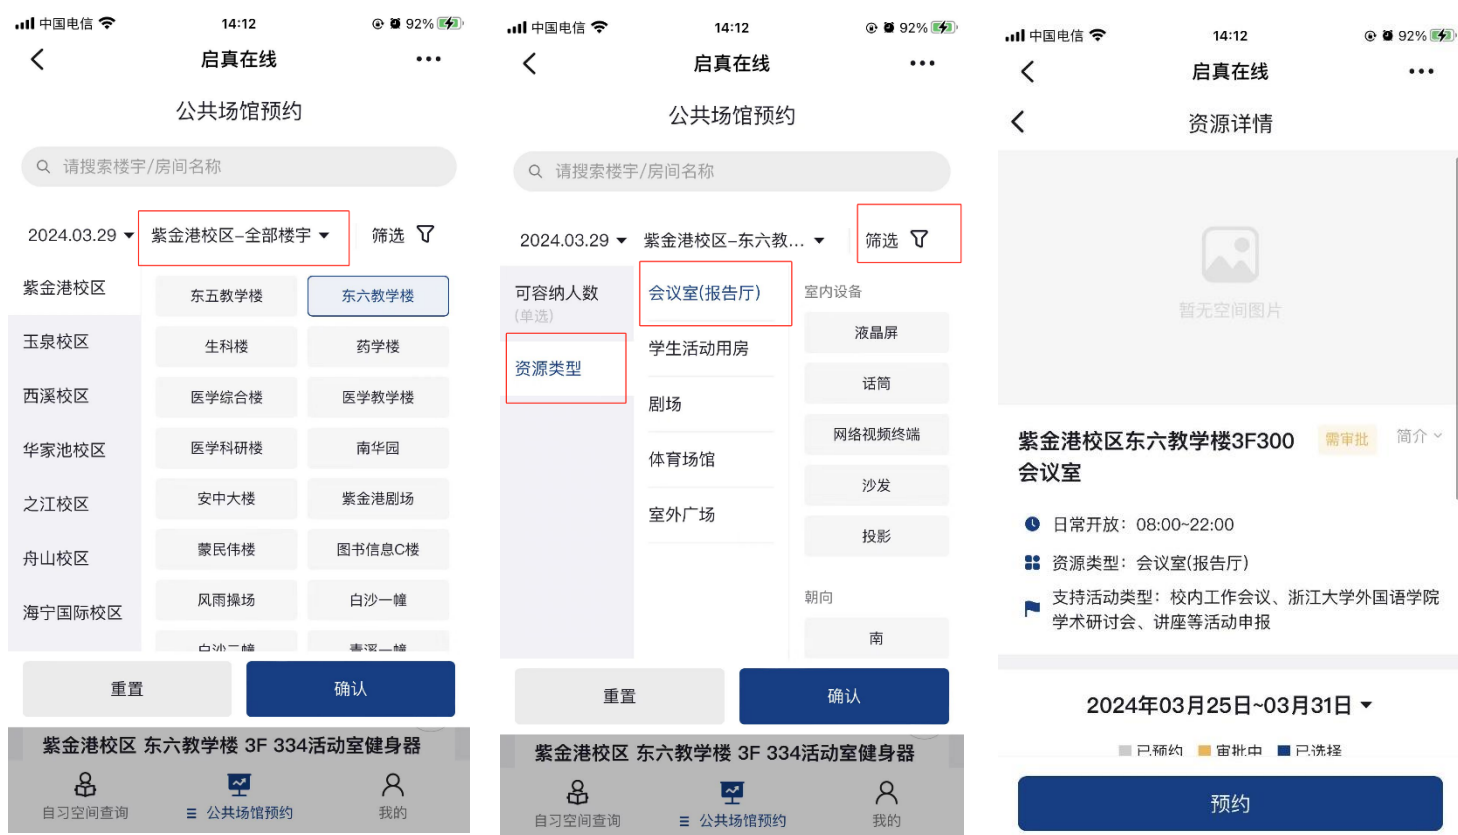 中国电信
14:12
92%
启真在线
公共场馆预约
请搜索楼宇/房间名称
2024.03.29
紫金港校区–全部楼宇
筛选
紫金港校区
东五教学楼
东六教学楼
玉泉校区
生科楼
药学楼
西溪校区
医学综合楼
医学教学楼
华家池校区
医学科研楼
南华园
之江校区
安中大楼
紫金港剧场
舟山校区
蒙民伟楼
图书信息C楼
海宁国际校区
风雨操场
白沙一幢
白沙二幢
青溪一幢
重置
确认
紫金港校区 东六教学楼 3F 334活动室健身器
自习空间查询
公共场馆预约
我的
中国电信
14:12
92%
启真在线
公共场馆预约
请搜索楼宇/房间名称
2024.03.29
紫金港校区–东六教...
筛选
可容纳人数
(单选)
资源类型
会议室(报告厅)
学生活动用房
剧场
体育场馆
室外广场
室内设备
液晶屏
话筒
网络视频终端
沙发
投影
朝向
南
重置
确认
紫金港校区 东六教学楼 3F 334活动室健身器
自习空间查询
公共场馆预约
我的
中国电信
14:12
92%
启真在线
资源详情
暂无空间图片
紫金港校区东六教学楼3F300
会议室
需审批
简介
日常开放：08:00~22:00
资源类型：会议室(报告厅)
支持活动类型：校内工作会议、浙江大学外国语学院
学术研讨会、讲座等活动申报
2024年03月25日~03月31日
已预约
审批中
已选择
预约